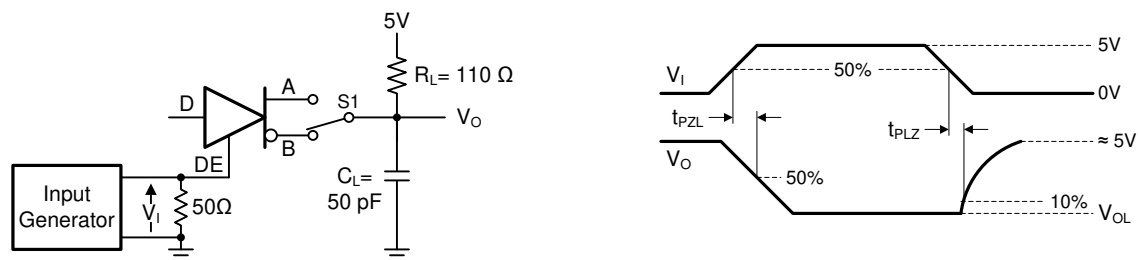 5V
R_L= 110 Ω
D
A
S1
B
V_O
DE
Input
Generator
V_I
50Ω
C_L=
50 pF
V_I
50%
5V
0V
t_PZL
t_PLZ
V_O
50%
≈ 5V
10%
V_OL